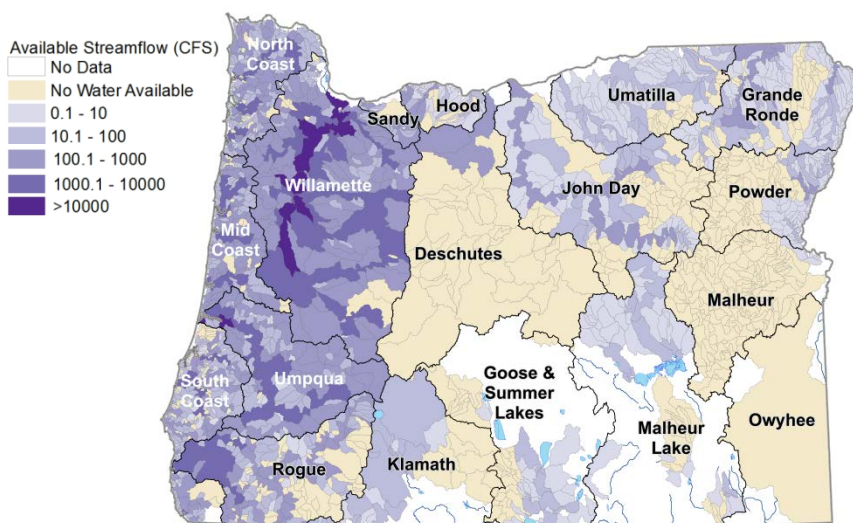 Available Streamflow (CFS)
No Data
No Water Available
0.1 - 10
10.1 - 100
100.1 - 1000
1000.1 - 10000
>10000
North
Coast
Sandy
Hood
Umatilla
Grande
Ronde
Willamette
John Day
Powder
Mid
Coast
Deschutes
Malheur
South
Coast
Umpqua
Goose &
Summer
Lakes
Malheur
Lake
Owyhee
Rogue
Klamath